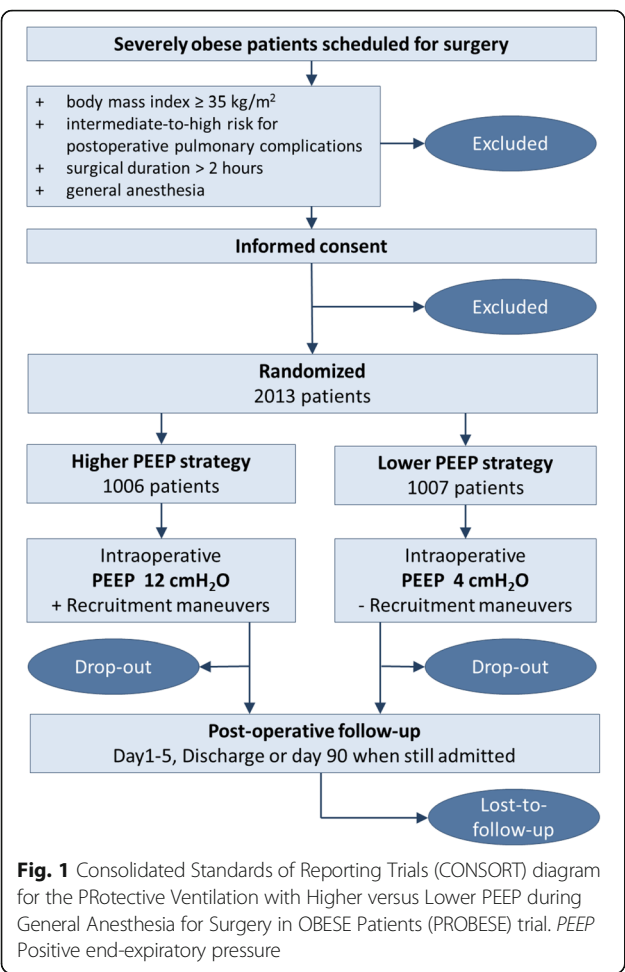 Severely obese patients scheduled for surgery
+ body mass index ≥ 35 kg/m²
+ intermediate-to-high risk for
postoperative pulmonary complications
+ surgical duration > 2 hours
+ general anesthesia
Excluded
Informed consent
Excluded
Randomized
2013 patients
Higher PEEP strategy
1006 patients
Lower PEEP strategy
1007 patients
Intraoperative
PEEP 12 cmH₂O
+ Recruitment maneuvers
Intraoperative
PEEP 4 cmH₂O
- Recruitment maneuvers
Drop-out
Drop-out
Post-operative follow-up
Day1-5, Discharge or day 90 when still admitted
Lost-to-
follow-up
Fig. 1 Consolidated Standards of Reporting Trials (CONSORT) diagram
for the PRotective Ventilation with Higher versus Lower PEEP during
General Anesthesia for Surgery in OBESE Patients (PROBESE) trial. PEEP
Positive end-expiratory pressure